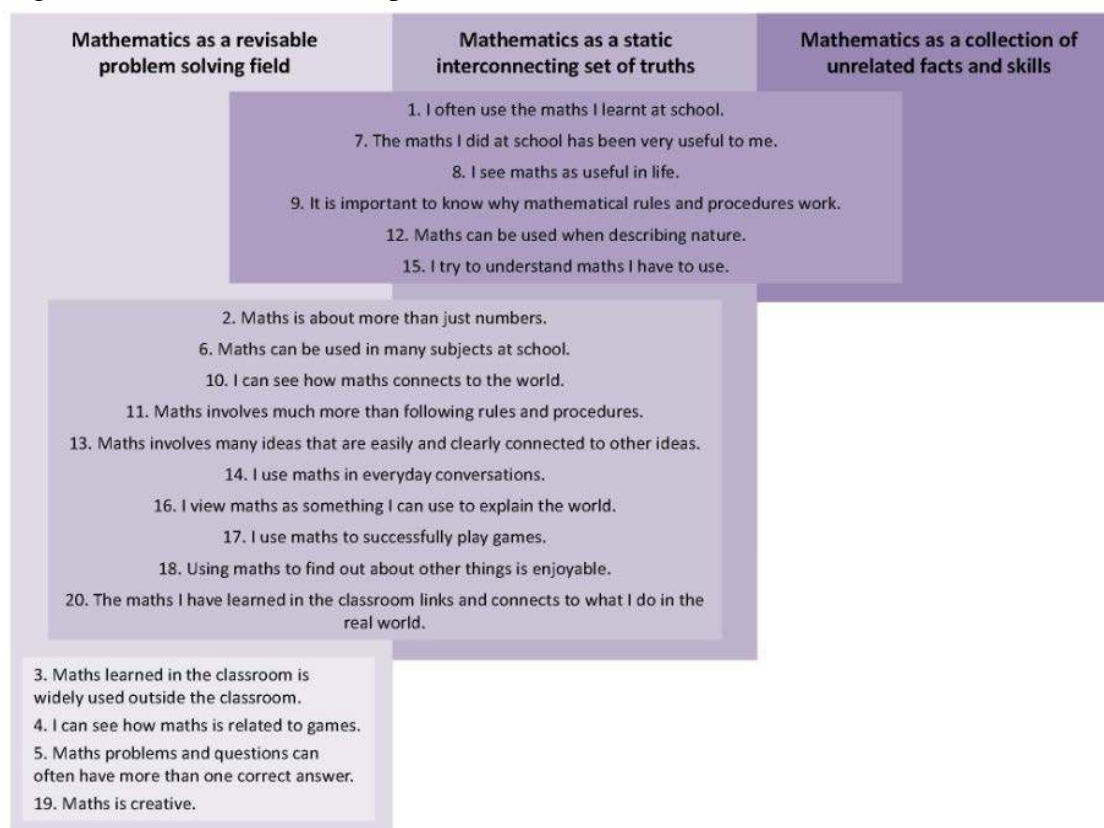 Mathematics as a revisable
problem solving field
Mathematics as a static
interconnecting set of truths
Mathematics as a collection of
unrelated facts and skills
1. I often use the maths I learnt at school.
7. The maths I did at school has been very useful to me.
8. I see maths as useful in life.
9. It is important to know why mathematical rules and procedures work.
12. Maths can be used when describing nature.
15. I try to understand maths I have to use.
2. Maths is about more than just numbers.
6. Maths can be used in many subjects at school.
10. I can see how maths connects to the world.
11. Maths involves much more than following rules and procedures.
13. Maths involves many ideas that are easily and clearly connected to other ideas.
14. I use maths in everyday conversations.
16. I view maths as something I can use to explain the world.
17. I use maths to successfully play games.
18. Using maths to find out about other things is enjoyable.
20. The maths I have learned in the classroom links and connects to what I do in the
real world.
3. Maths learned in the classroom is
widely used outside the classroom.
4. I can see how maths is related to games.
5. Maths problems and questions can
often have more than one correct answer.
19. Maths is creative.